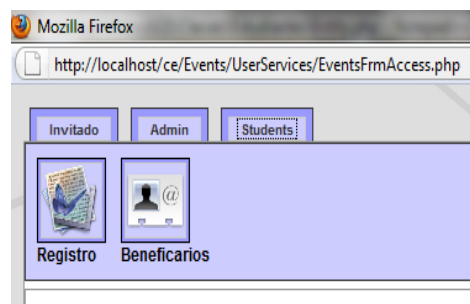 Mozilla Firefox
http://localhost/ce/Events/UserServices/EventsFrmAccess.php
Invitado Admin Students
Registro Beneficarios